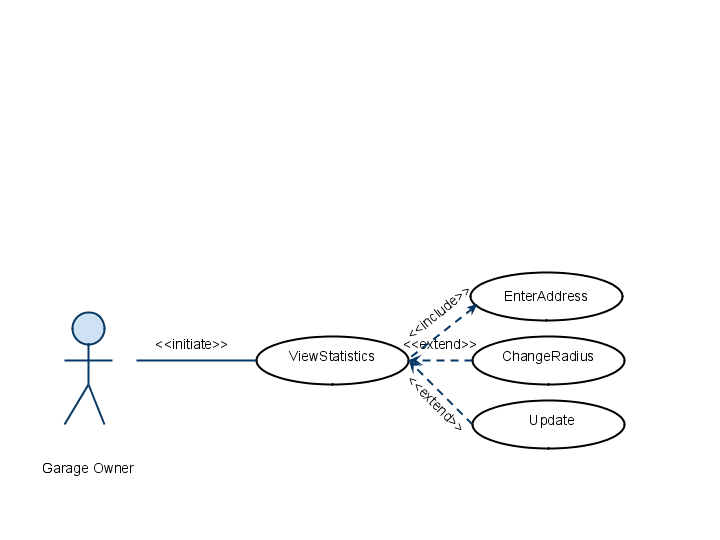 <<include>>
EnterAddress
<<initiate>>
<<extend>>
ViewStatistics
ChangeRadius
<<extend>>
Update
Garage Owner